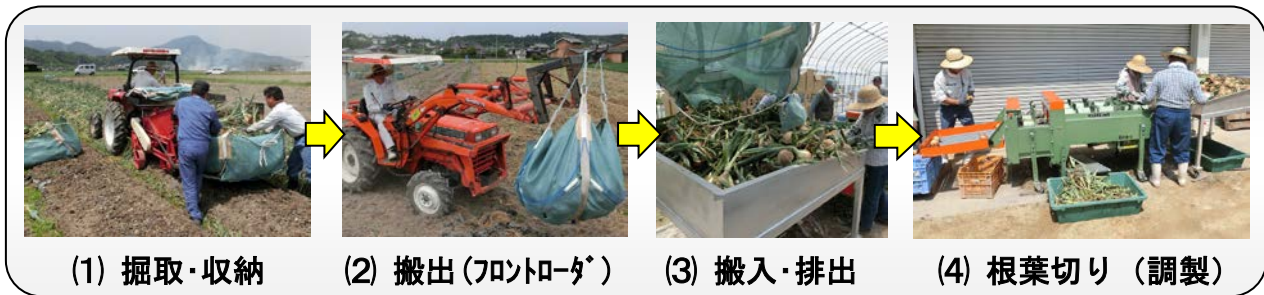 (1) 掘取･収納
(2) 搬出(ﾌﾛﾝﾄﾛｰﾀﾞ)
(3) 搬入･排出
(4) 根葉切り （調製）